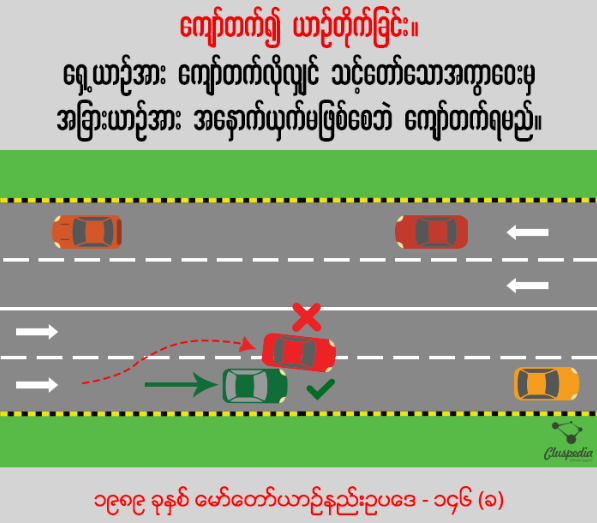 ကျော်တက်၍ ယာဉ်တိုက်ခြင်း။
ရှေ့ယာဉ်အား ကျော်တက်လိုလျှင် သင့်တော်သောအကွာဝေးမှ
အခြားယာဉ်အား အနှောက်ယှက်မဖြစ်စေဘဲ ကျော်တက်ရမည်။
Cluspedia
၁၉၈၉ ခုနှစ် မော်တော်ယာဉ်နည်းဥပဒေ - ၁၄၆ (ခ)